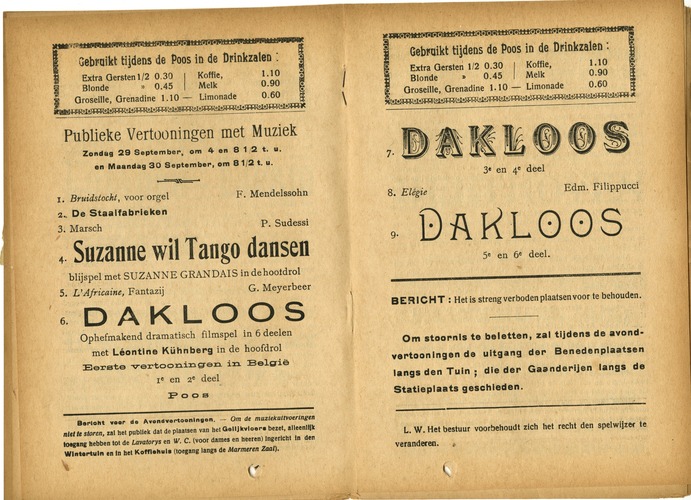 Gebruikt tijdens de Poos in de Drinkzalen :
Extra Gersten 1/2 0.30 Koffie, 1.10
Blonde » 0.45 Melk 0.90
Groseille, Grenadine 1.10 — Limonade 0.60
Publieke Vertooningen met Muziek
Zondag 29 September, om 4 en 8 1/2 t. u.
en Maandag 30 September, om 8 1/2 t. u.
1. Bruidstocht, voor orgel F. Mendelssohn
2. De Staalfabrieken
3. Marsch P. Sudessi
4. Suzanne wil Tango dansen
blijspel met SUZANNE GRANDAIS in de hoofdrol
5. L'Africaine, Fantazij G. Meyerbeer
6. DAKLOOS
Ophefmakend dramatisch filmspel in 6 deelen
met Léontine Kühnberg in de hoofdrol
Eerste vertooningen in België
1e en 2e deel
Poos
Bericht voor de Avondvertooningen. — Om de muziekuitvoeringen
niet te storen, zal het publiek dat de plaatsen van het Gelijkvloers bezet, alleenlijk
toegang hebben tot de Lavatorys en W. C. (voor dames en heeren) ingericht in den
Wintertuin en in het Koffiehuis (toegang langs de Marmeren Zaal).
Gebruikt tijdens de Poos in de Drinkzalen :
Extra Gersten 1/2 0.30 Koffie, 1.10
Blonde » 0.45 Melk 0.90
Groseille, Grenadine 1.10 — Limonade 0.60
7. DAKLOOS
3e en 4e deel
8. Elégie Edm. Filippucci
9. DAKLOOS
5e en 6e deel.
BERICHT : Het is streng verboden plaatsen voor te behouden.
Om stoornis te beletten, zal tijdens de avond-
vertooningen de uitgang der Benedenplaatsen
langs den Tuin ; die der Gaanderijen langs de
Statieplaats geschieden.
L. W. Het bestuur voorbehoudt zich het recht den spelwijzer te
veranderen.